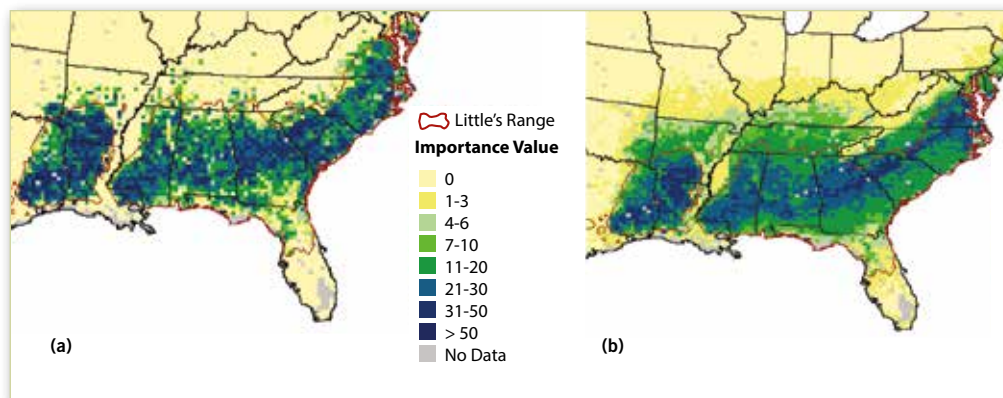 Little's Range
Importance Value
0
1-3
4-6
7-10
11-20
21-30
31-50
> 50
No Data
(a)
(b)